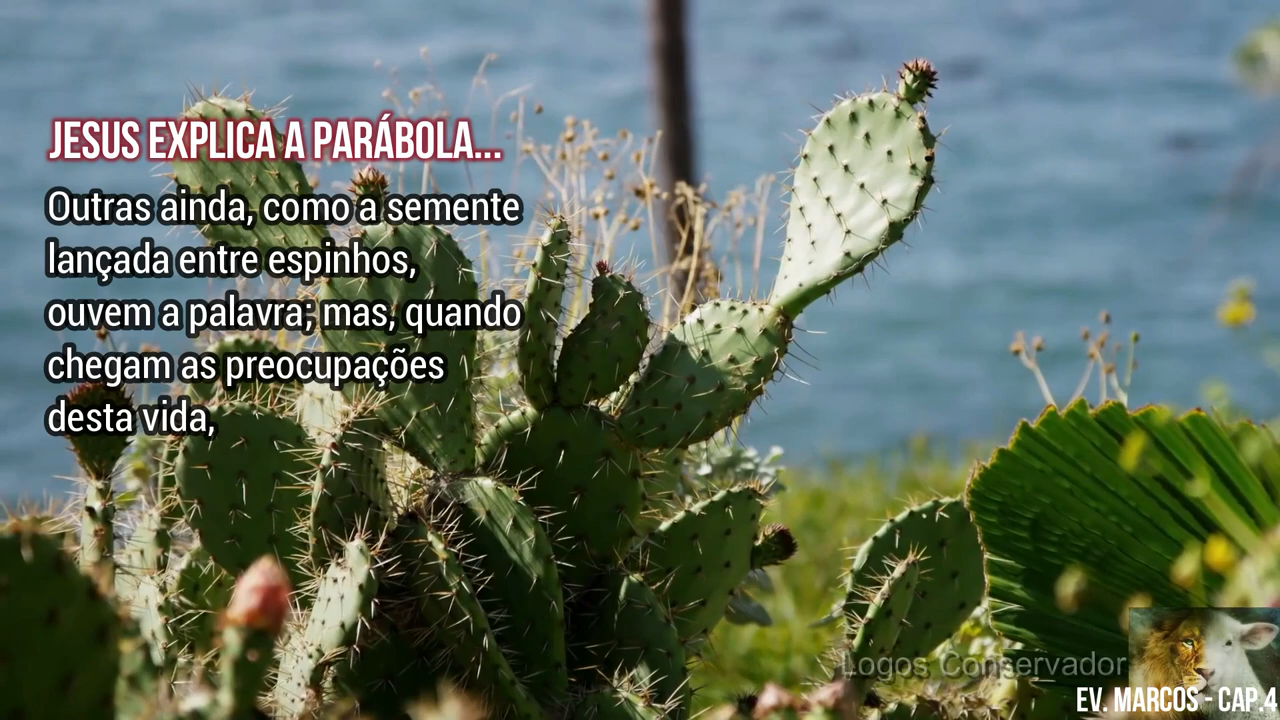 JESUS EXPLICA A PARÁBOLA...
Outras ainda, como a semente
lançada entre espinhos,
ouvem a palavra; mas, quando
chegam as preocupações
desta vida,
Logos Conservador
EV. MARCOS - CAP.4